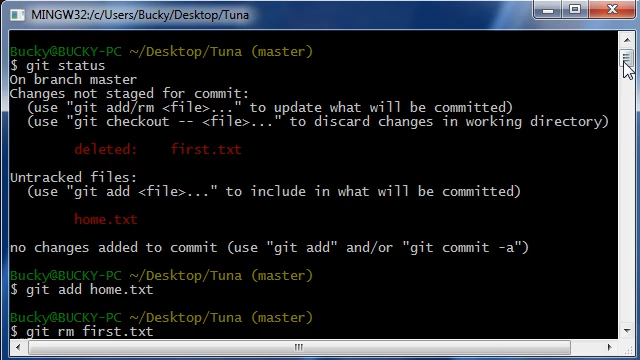 MINGW32:/c/Users/Bucky/Desktop/Tuna
Bucky@BUCKY-PC ~/Desktop/Tuna (master)
$ git status
On branch master
Changes not staged for commit:
(use "git add/rm <file>..." to update what will be committed)
(use "git checkout -- <file>..." to discard changes in working directory)
deleted: first.txt
Untracked files:
(use "git add <file>..." to include in what will be committed)
home.txt
no changes added to commit (use "git add" and/or "git commit -a")
Bucky@BUCKY-PC ~/Desktop/Tuna (master)
$ git add home.txt
Bucky@BUCKY-PC ~/Desktop/Tuna (master)
$ git rm first.txt